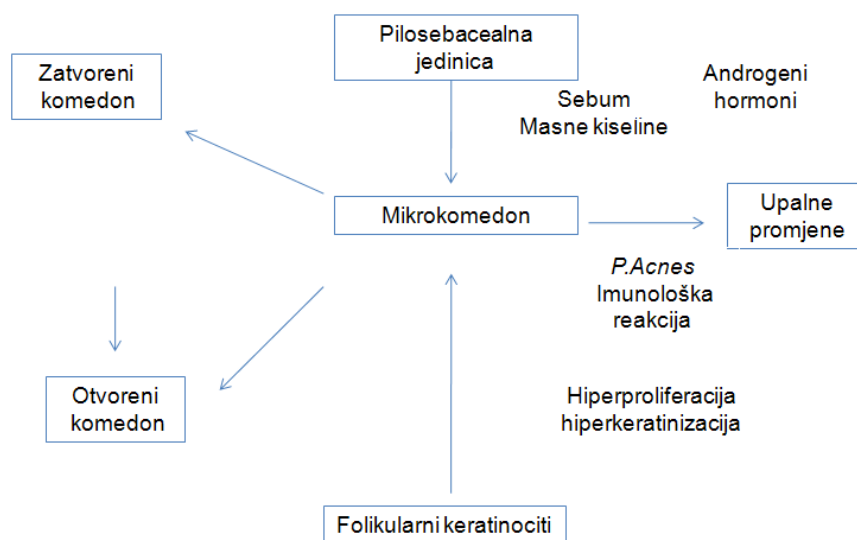 Pilosebacealna
jedinica
Zatvoreni
komedon
Androgeni
hormoni
Sebum
Masne kiseline
Mikrokomedon
Upalne
promjene
P.Acnes
Imunološka
reakcija
Otvoreni
komedon
Hiperproliferacija
hiperkeratinizacija
Folikularni keratinociti